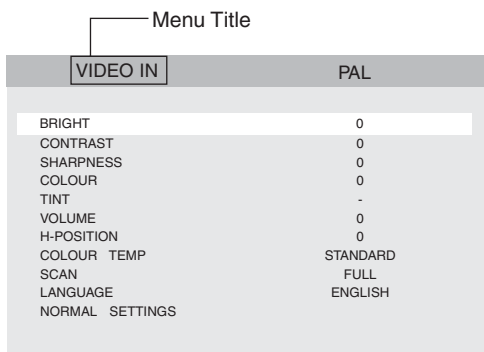 Menu Title
VIDEO IN PAL
BRIGHT 0
CONTRAST 0
SHARPNESS 0
COLOUR 0
TINT -
VOLUME 0
H-POSITION 0
COLOUR TEMP STANDARD
SCAN FULL
LANGUAGE ENGLISH
NORMAL SETTINGS